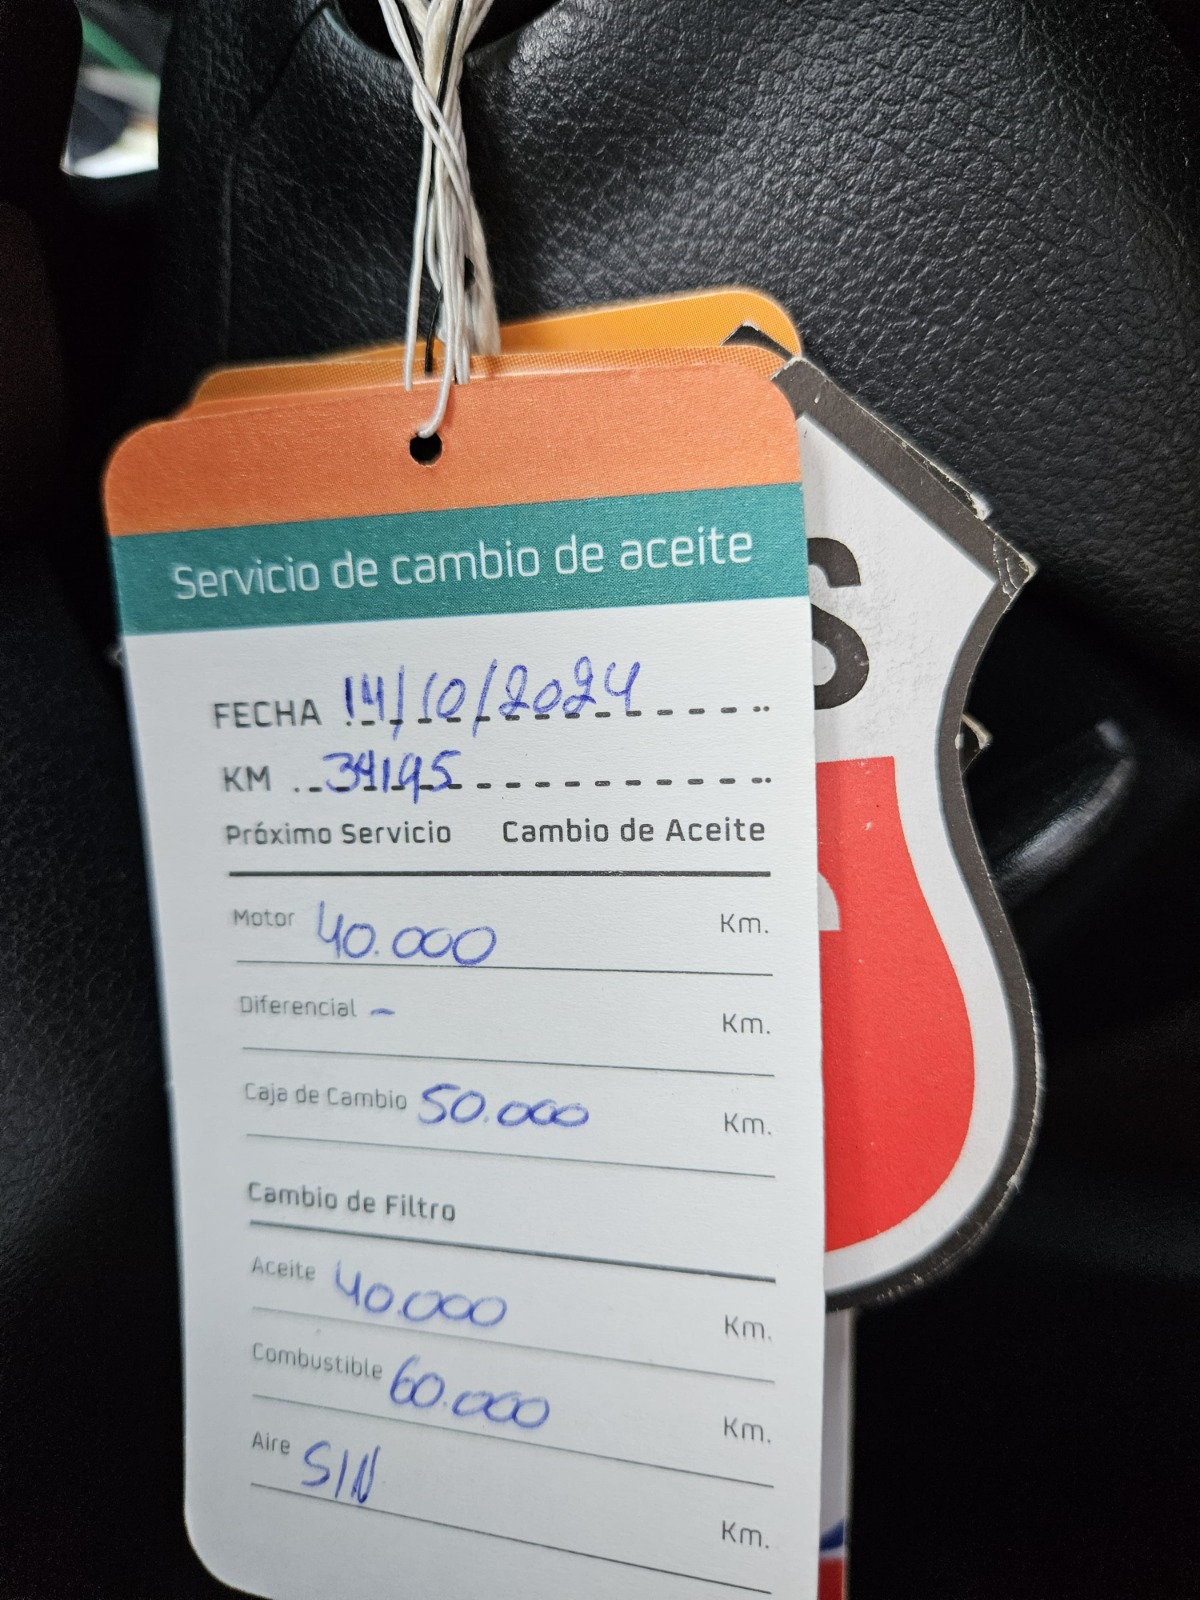 Servicio de cambio de aceite
FECHA 14/10/2024
KM 34195
Próximo Servicio Cambio de Aceite
Motor 40.000 Km.
Diferencial - Km.
Caja de Cambio 50.000 Km.
Cambio de Filtro
Aceite 40.000 Km.
Combustible 60.000 Km.
Aire SIN Km.
S